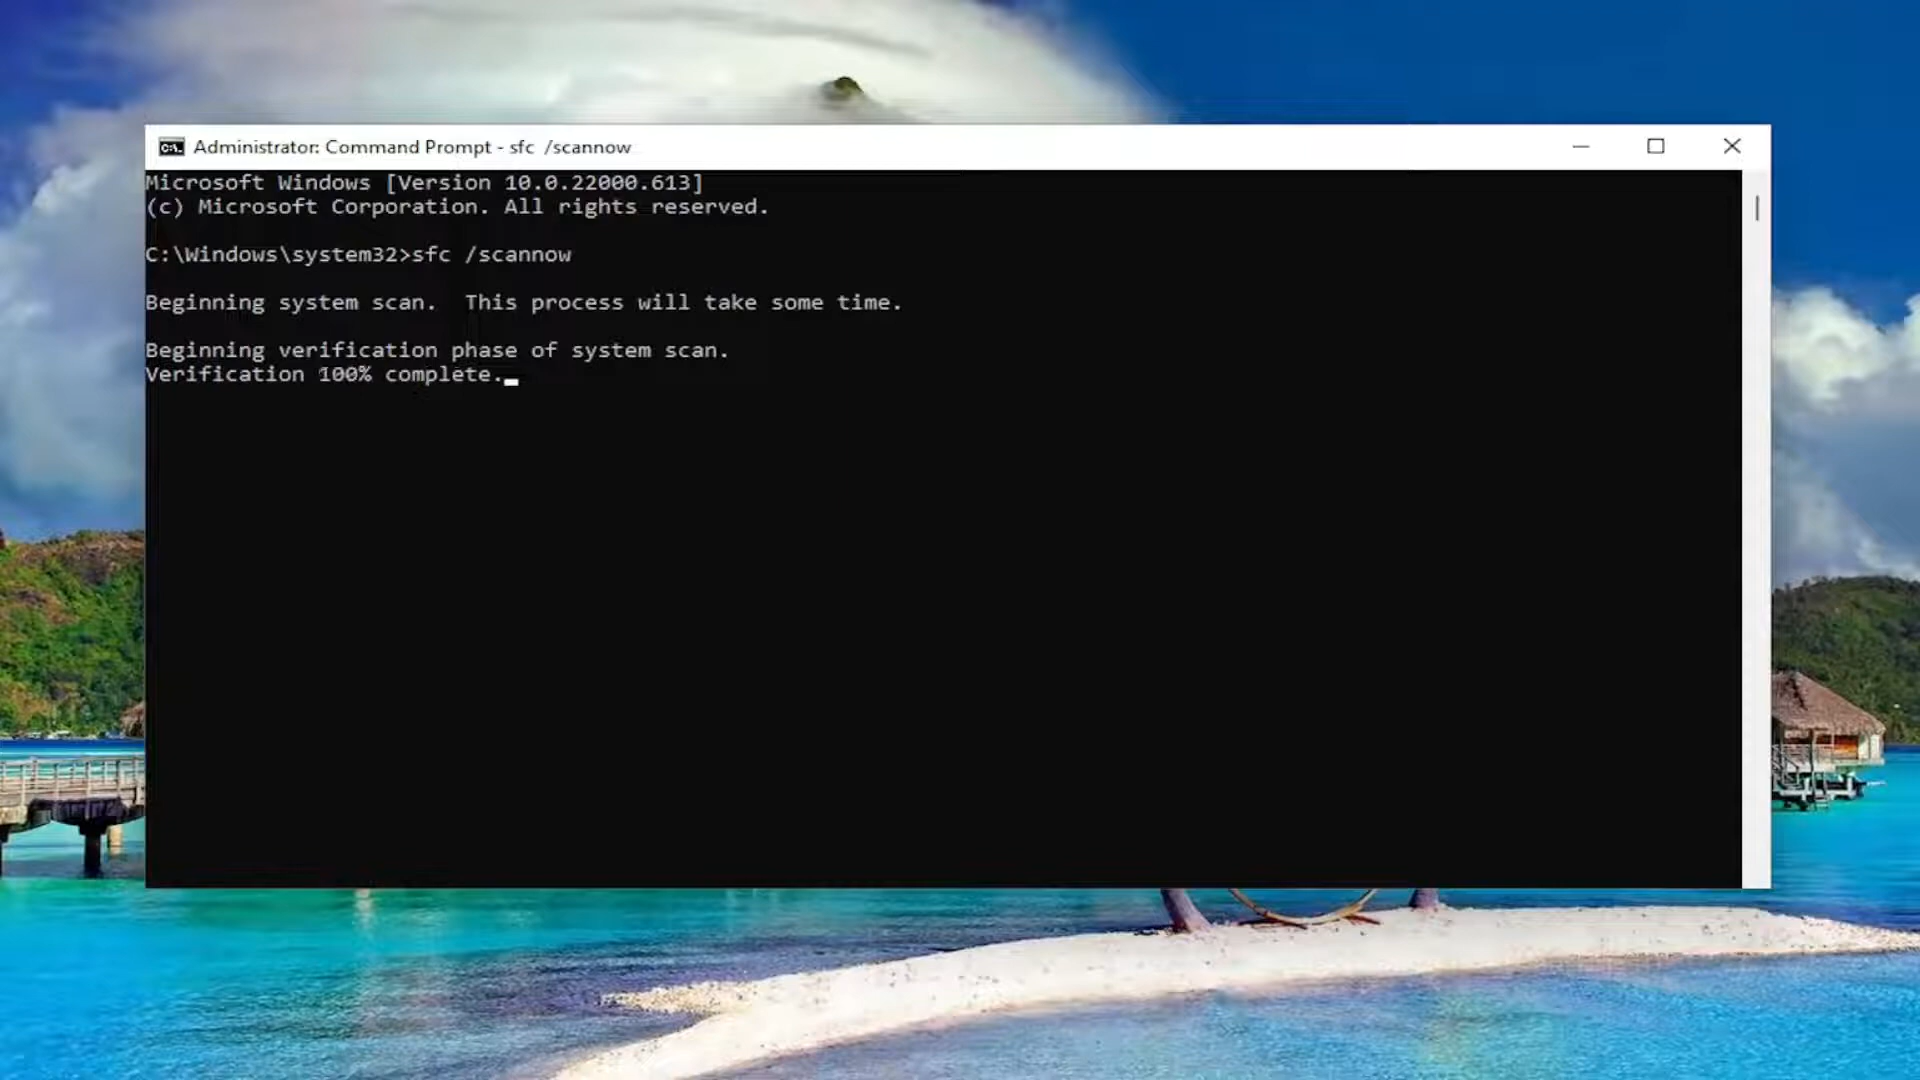 Administrator: Command Prompt - sfc  /scannow
Microsoft Windows [Version 10.0.22000.613]
(c) Microsoft Corporation. All rights reserved.
C:\Windows\system32>sfc /scannow
Beginning system scan.  This process will take some time.
Beginning verification phase of system scan.
Verification 100% complete.